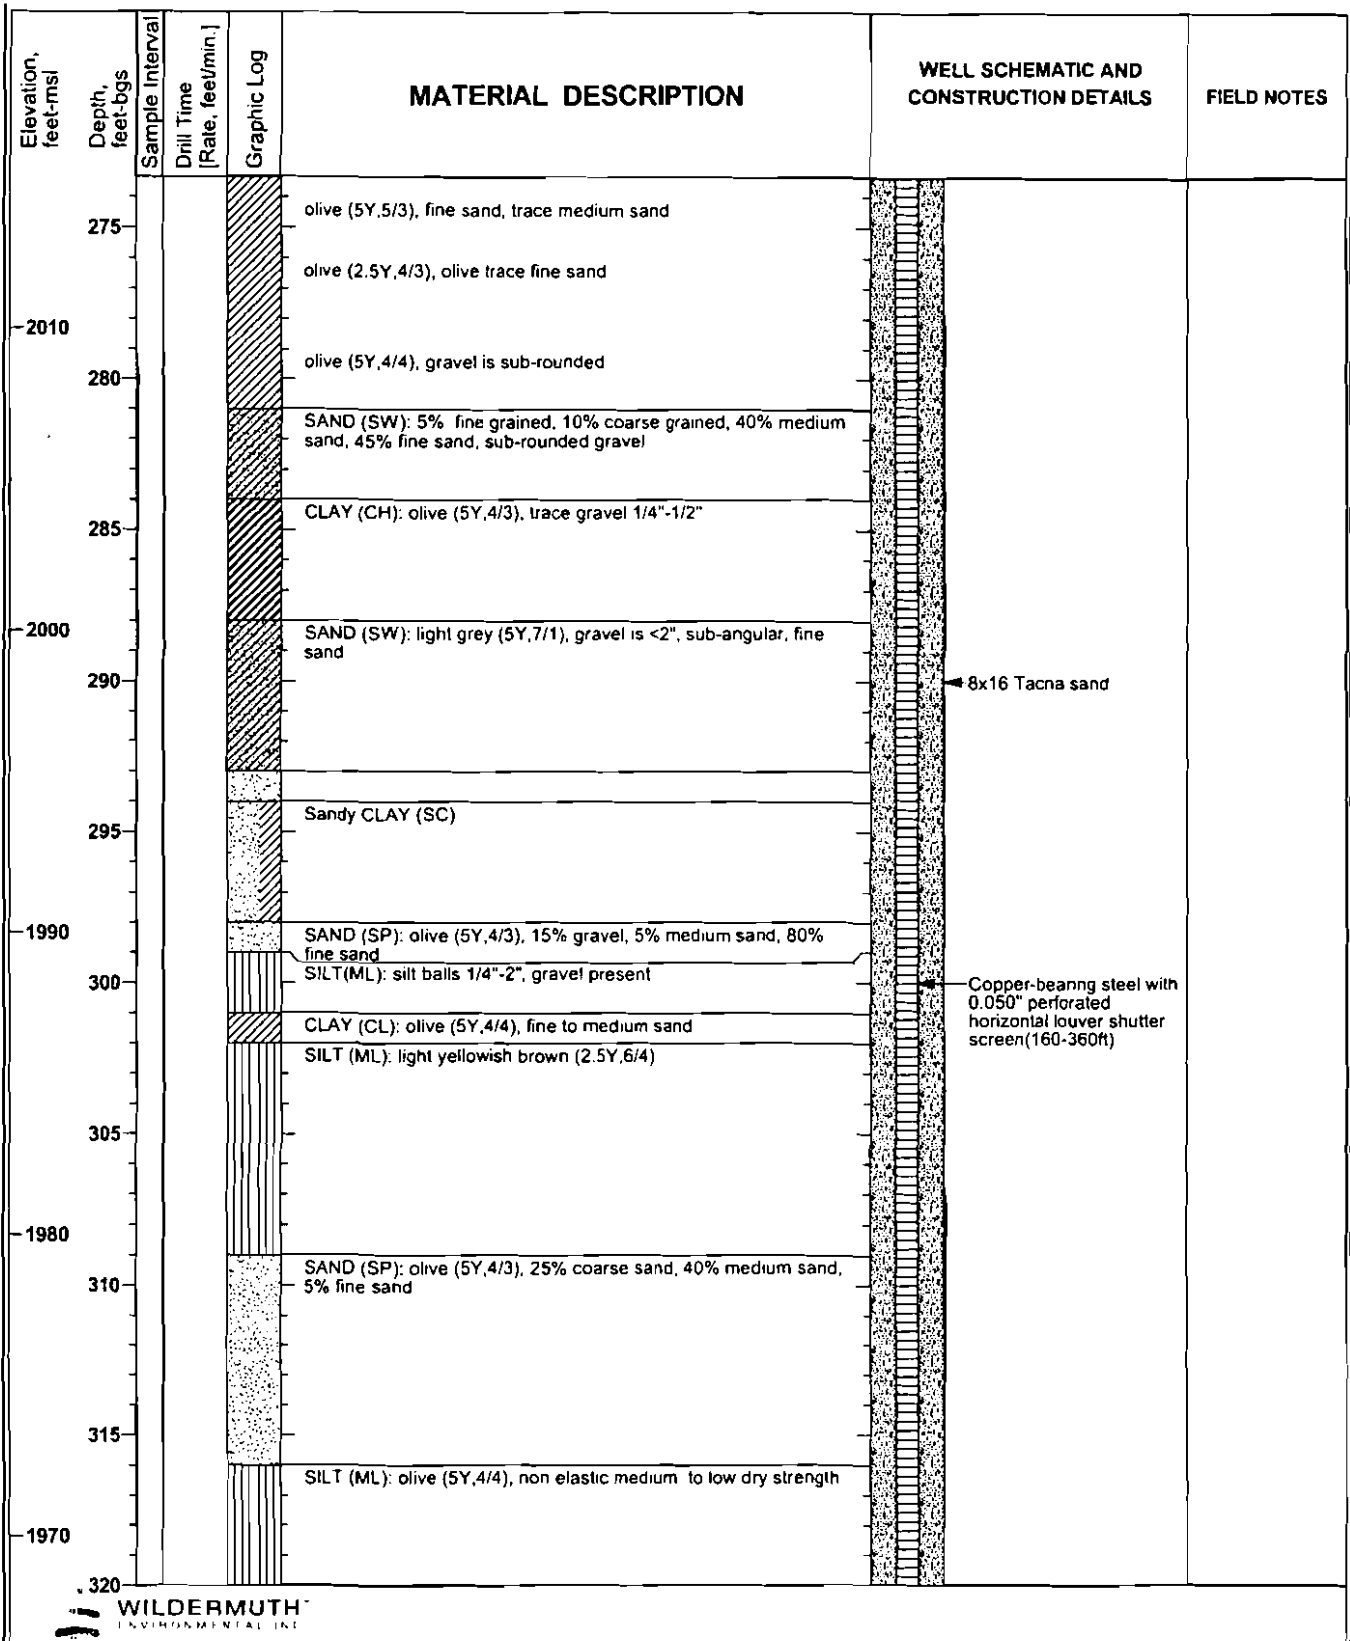 Elevation,
feet-msl
Depth,
feet-bgs
Sample Interval
Drill Time
[Rate, feet/min.]
Graphic Log
MATERIAL DESCRIPTION
WELL SCHEMATIC AND
CONSTRUCTION DETAILS
FIELD NOTES
olive (5Y,5/3), fine sand, trace medium sand
275
olive (2.5Y,4/3), olive trace fine sand
2010
olive (5Y,4/4), gravel is sub-rounded
280
SAND (SW): 5% fine grained, 10% coarse grained, 40% medium
sand, 45% fine sand, sub-rounded gravel
CLAY (CH): olive (5Y,4/3), trace gravel 1/4"-1/2"
285
2000
SAND (SW): light grey (5Y,7/1), gravel is <2", sub-angular, fine
sand
290
8x16 Tacna sand
Sandy CLAY (SC)
295
1990
SAND (SP): olive (5Y,4/3), 15% gravel, 5% medium sand, 80%
fine sand
SILT(ML): silt balls 1/4"-2", gravel present
300
Copper-bearing steel with
0.050" perforated
horizontal louver shutter
screen(160-360ft)
CLAY (CL): olive (5Y,4/4), fine to medium sand
SILT (ML): light yellowish brown (2.5Y,6/4)
305
1980
SAND (SP): olive (5Y,4/3), 25% coarse sand, 40% medium sand,
5% fine sand
310
315
SILT (ML): olive (5Y,4/4), non elastic medium to low dry strength
1970
320
WILDERMUTH
ENVIRONMENTAL INC